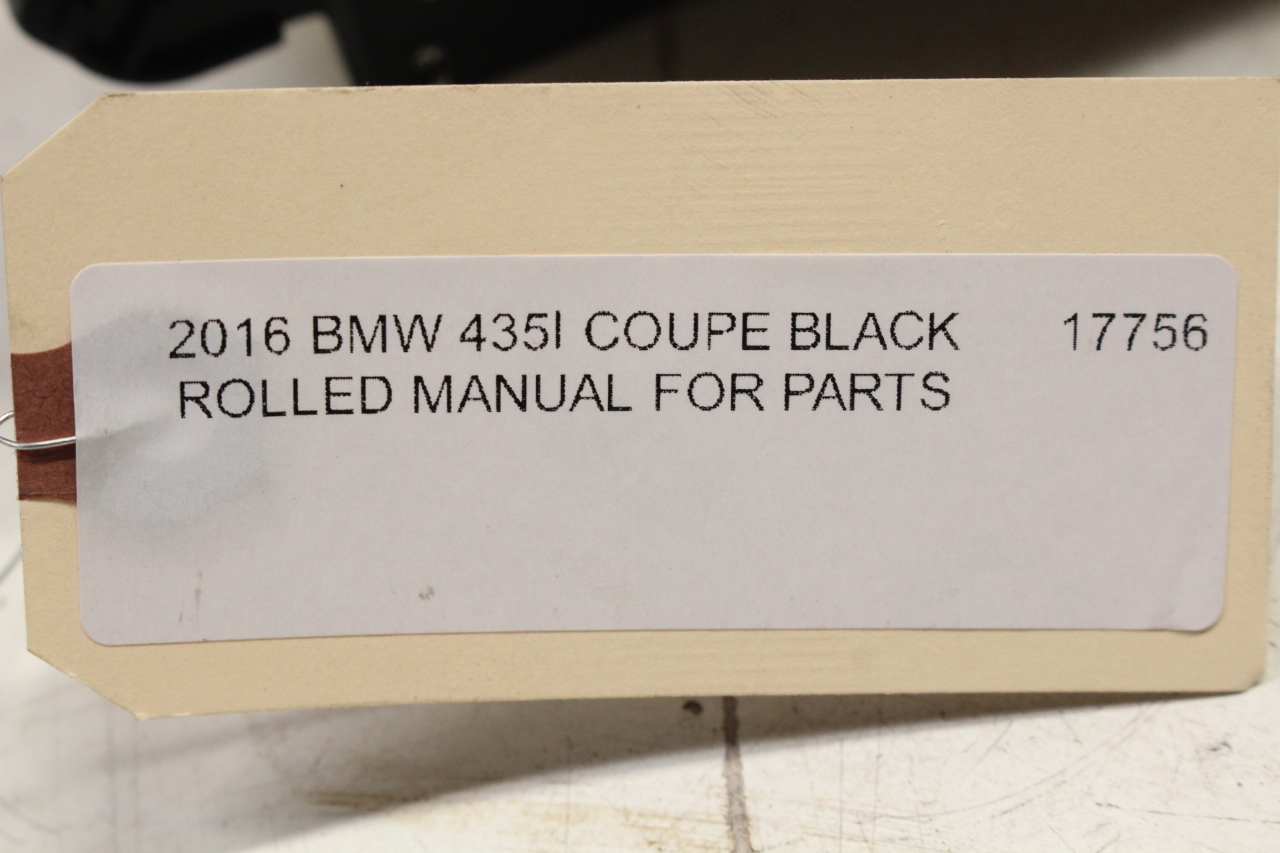 2016 BMW 435I COUPE BLACK 17756
ROLLED MANUAL FOR PARTS